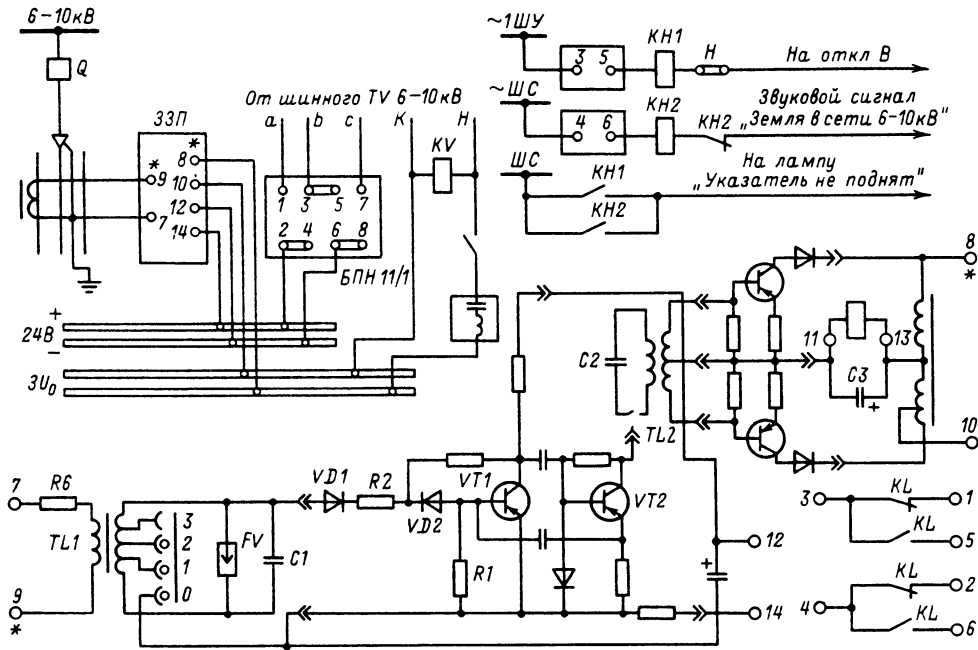 6–10кВ
Q
ЗЗП
*
8
*
9
10
12
7
14
От шинного TV 6–10кВ
a
b
c
К
Н
KV
1
3
5
7
2
4
6
8
БПН 11/1
+
24В
–
3U₀
~1ШУ
3
5
КН1
Н
На откл В
~ШС
4
6
КН2
КН2
Звуковой сигнал
„Земля в сети 6–10кВ"
ШС
КН1
КН2
На лампу
„Указатель не поднят"
8
*
11
13
C3
+
10
C2
TL2
7
R6
TL1
9
*
3
2
1
0
FV
C1
VD1
R2
VD2
VT1
R1
VT2
12
+
14
3
KL
1
KL
5
4
KL
2
KL
6